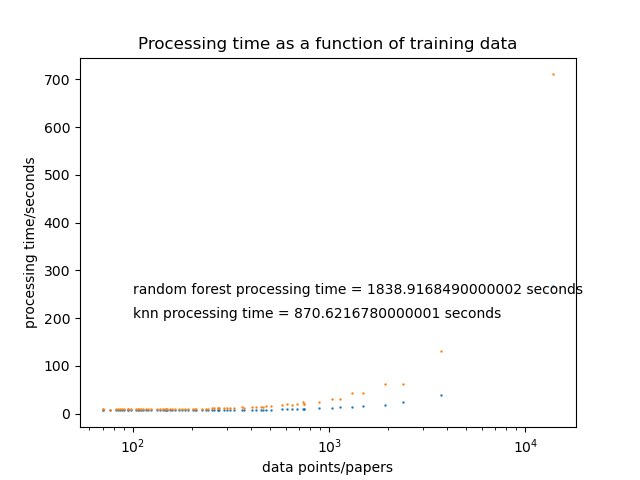 Processing time as a function of training data
processing time/seconds
700
600
500
400
300
200
100
0
random forest processing time = 1838.9168490000002 seconds
knn processing time = 870.6216780000001 seconds
10²
10³
10⁴
data points/papers